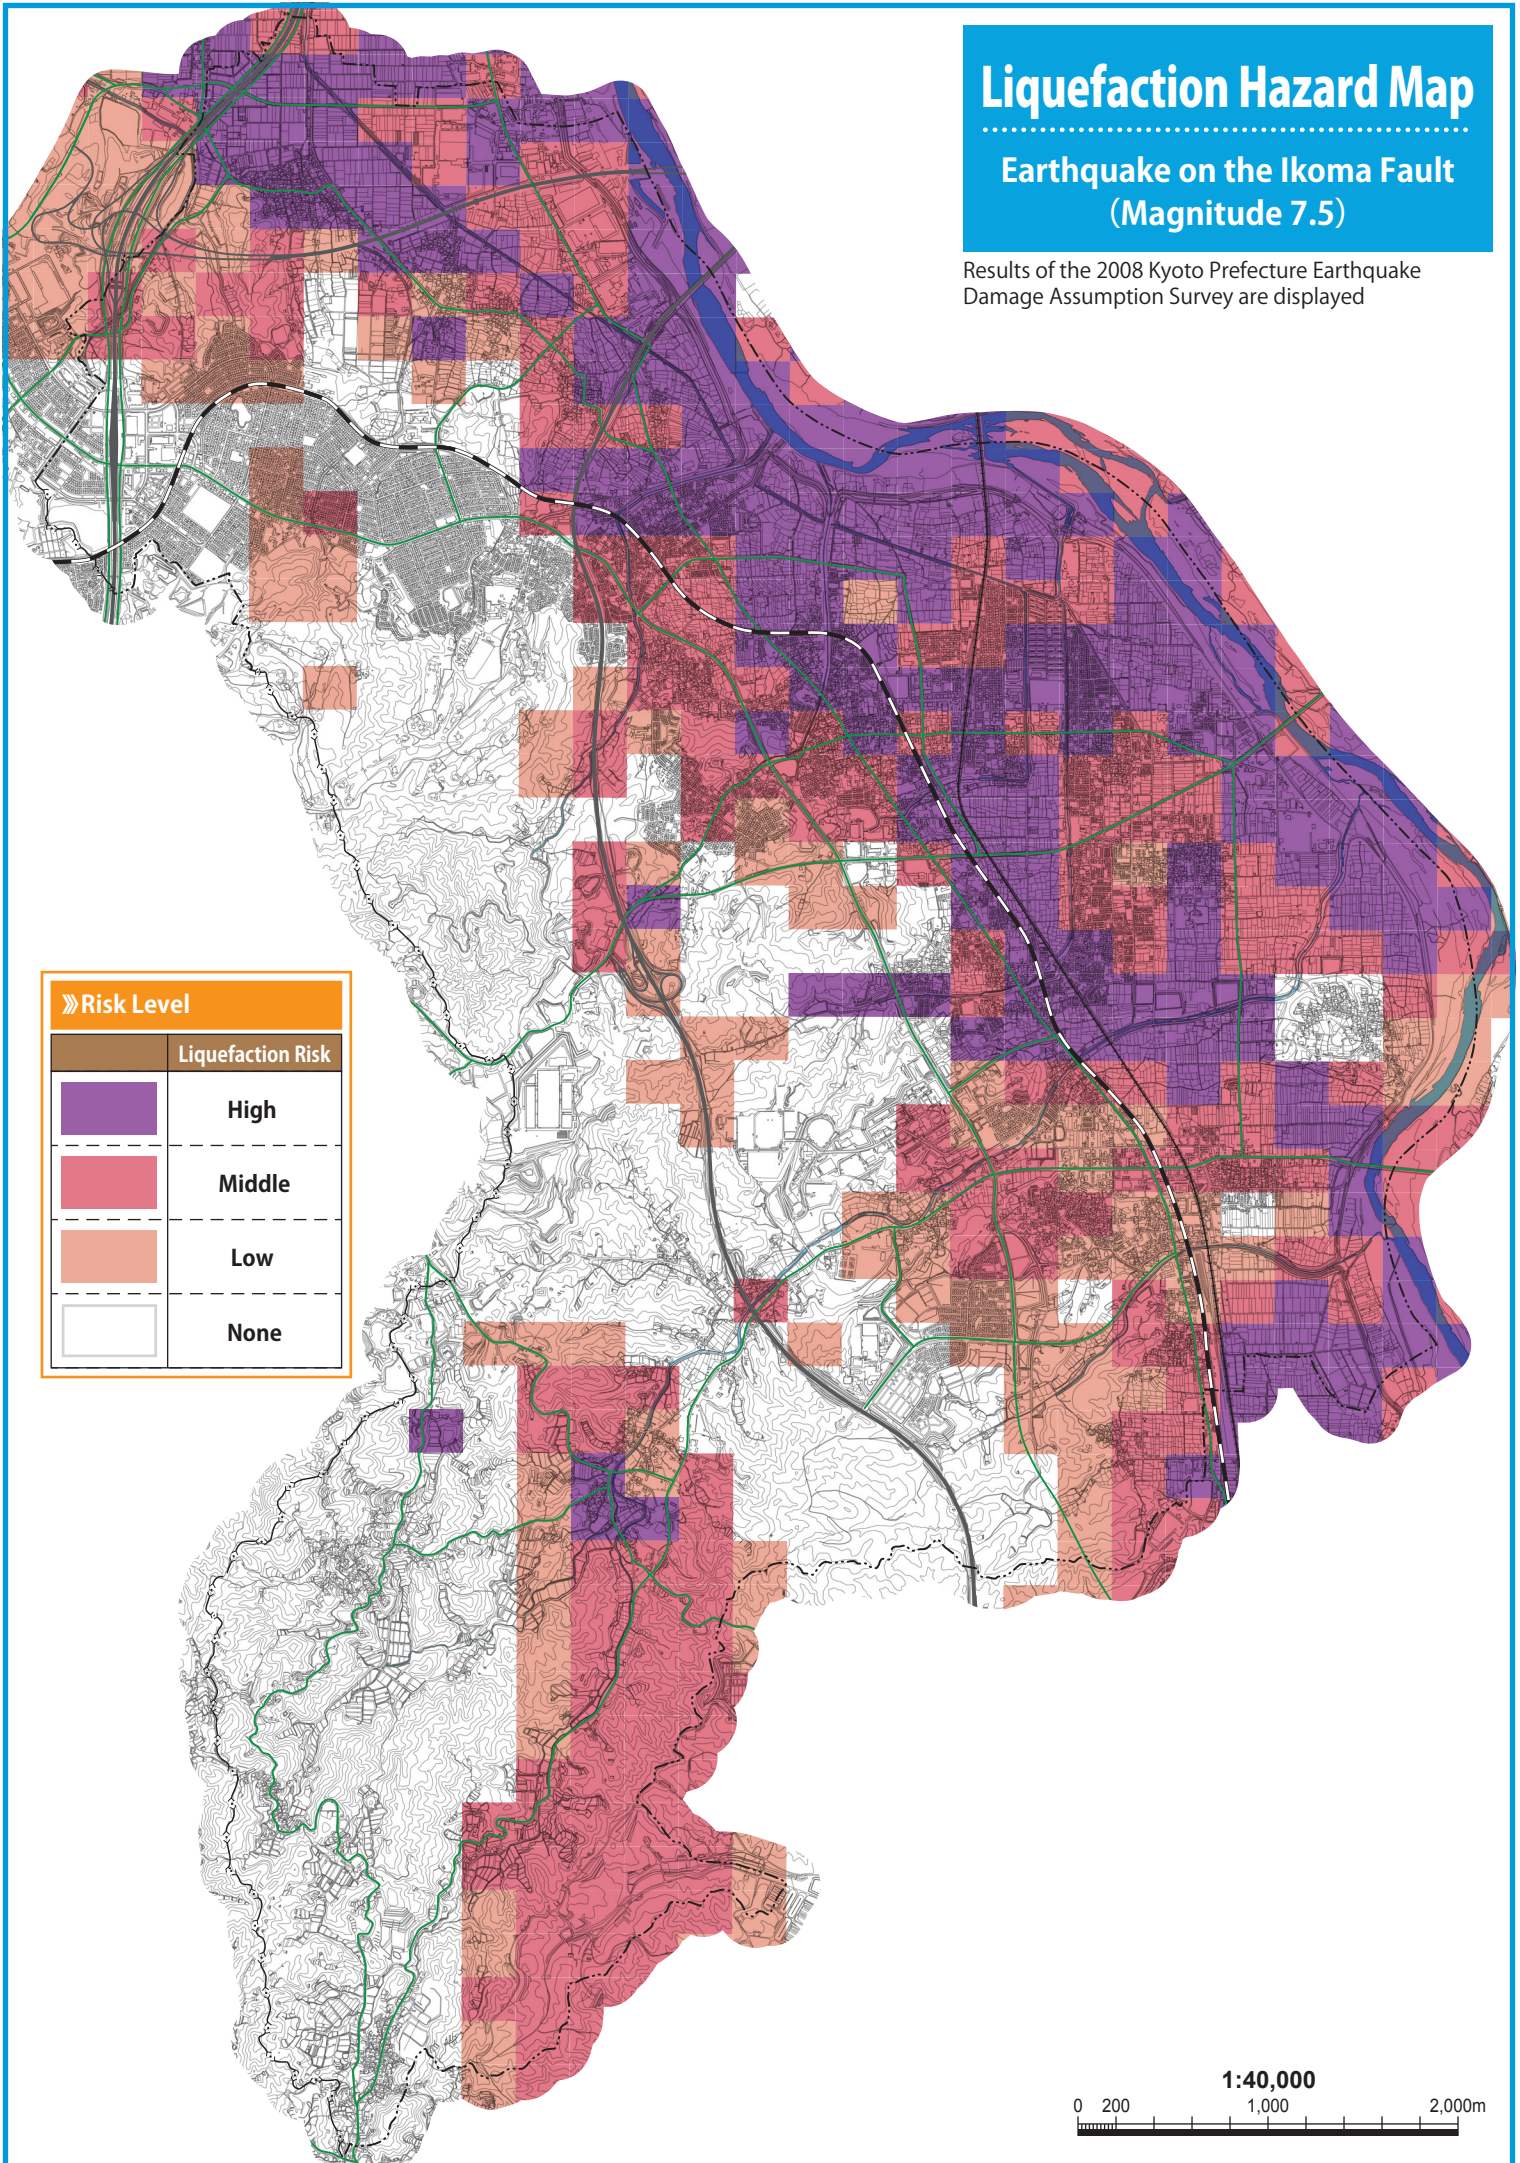 Liquefaction Hazard Map
Earthquake on the Ikoma Fault
(Magnitude 7.5)
Results of the 2008 Kyoto Prefecture Earthquake
Damage Assumption Survey are displayed
》Risk Level
Liquefaction Risk
High
Middle
Low
None
1:40,000
0 200 1,000 2,000m